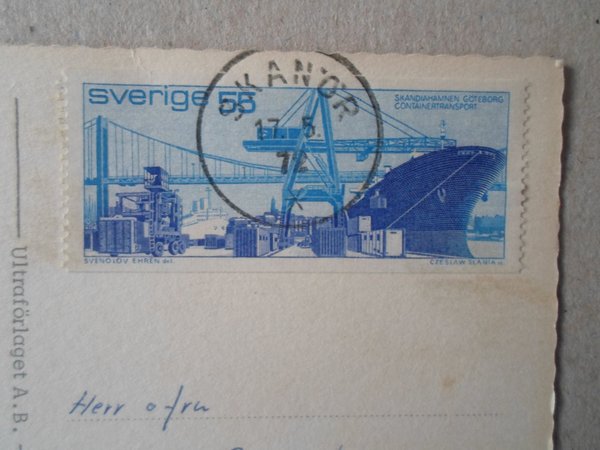 sverige 55
SKANDIAHAMNEN GÖTEBORG
CONTAINERTRANSPORT
SKANÖR
17. 5.
72
SVENOLOV EHRÉN del.
CZESLAW SLANIA sc.
Ultraförlaget A.B.
Herr o fru